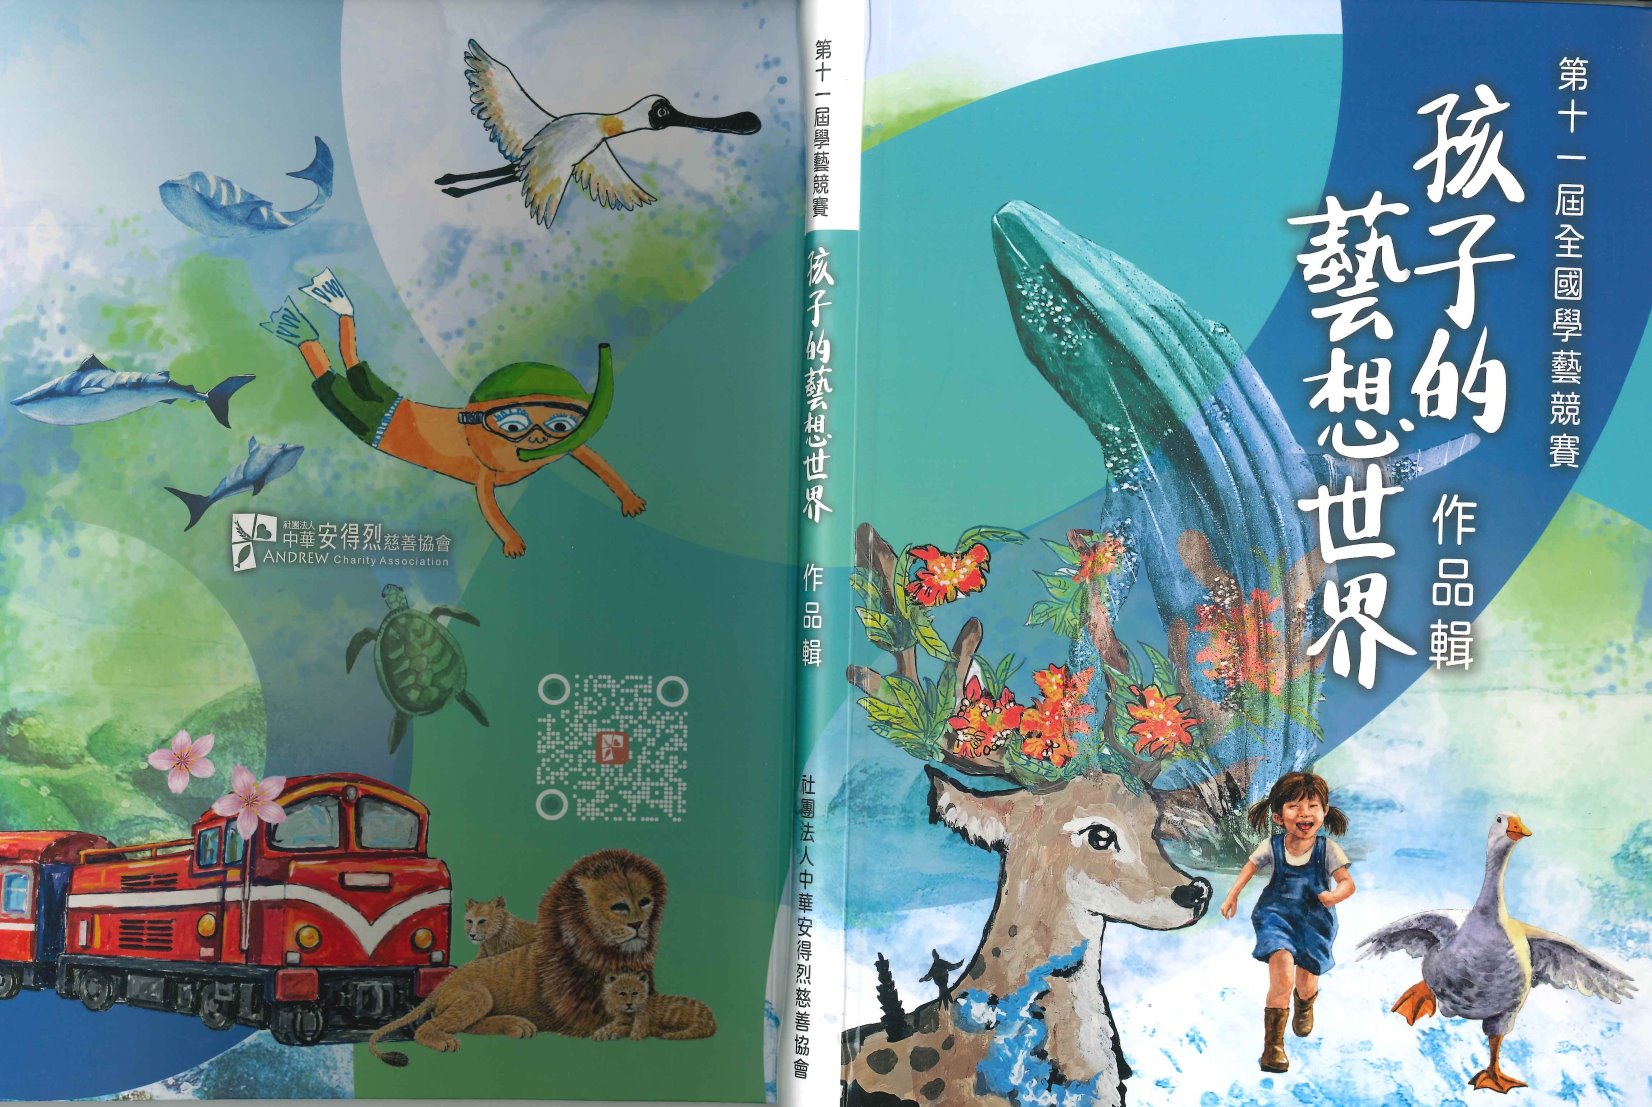 第十一屆全國學藝競賽
孩子的
藝想世界
作品輯
第十一屆學藝競賽
孩子的藝想世界
作品輯
社團法人中華安得烈慈善協會
社團法人
中華安得烈慈善協會
ANDREW Charity Association